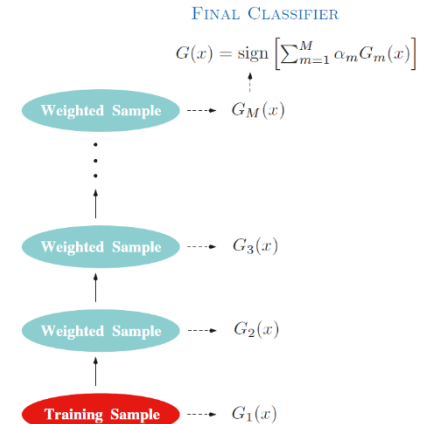 FINAL CLASSIFIER
G(x) = sign [∑_{m=1}^{M} α_m G_m(x)]
Weighted Sample G_M(x)
Weighted Sample G_3(x)
Weighted Sample G_2(x)
Training Sample G_1(x)